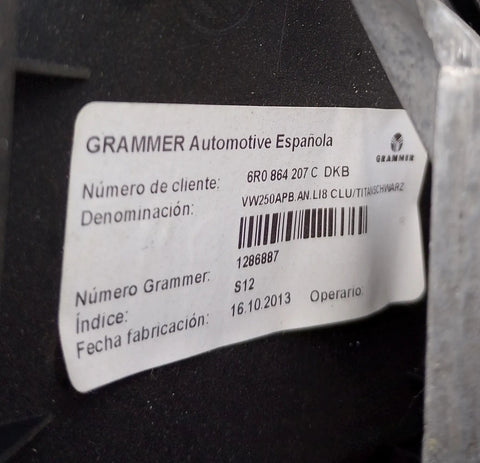 GRAMMER Automotive Española
GRAMMER
Número de cliente: 6R0 864 207 C DKB
Denominación: VW250APB.AN.LI8 CLU/TITANSCHWARZ
Número Grammer: 1286887
Índice: S12
Fecha fabricación: 16.10.2013 Operario: